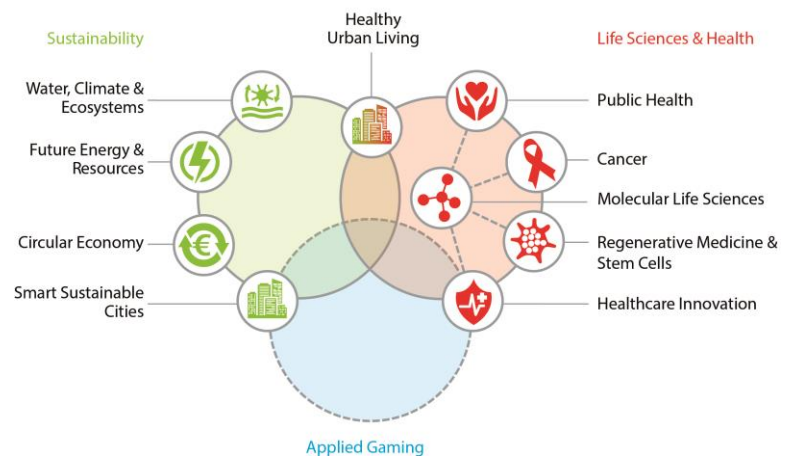 Healthy
Urban Living
Sustainability
Life Sciences & Health
Water, Climate &
Ecosystems
Public Health
Future Energy &
Resources
Cancer
Molecular Life Sciences
Circular Economy
Regenerative Medicine &
Stem Cells
Smart Sustainable
Cities
Healthcare Innovation
Applied Gaming
€